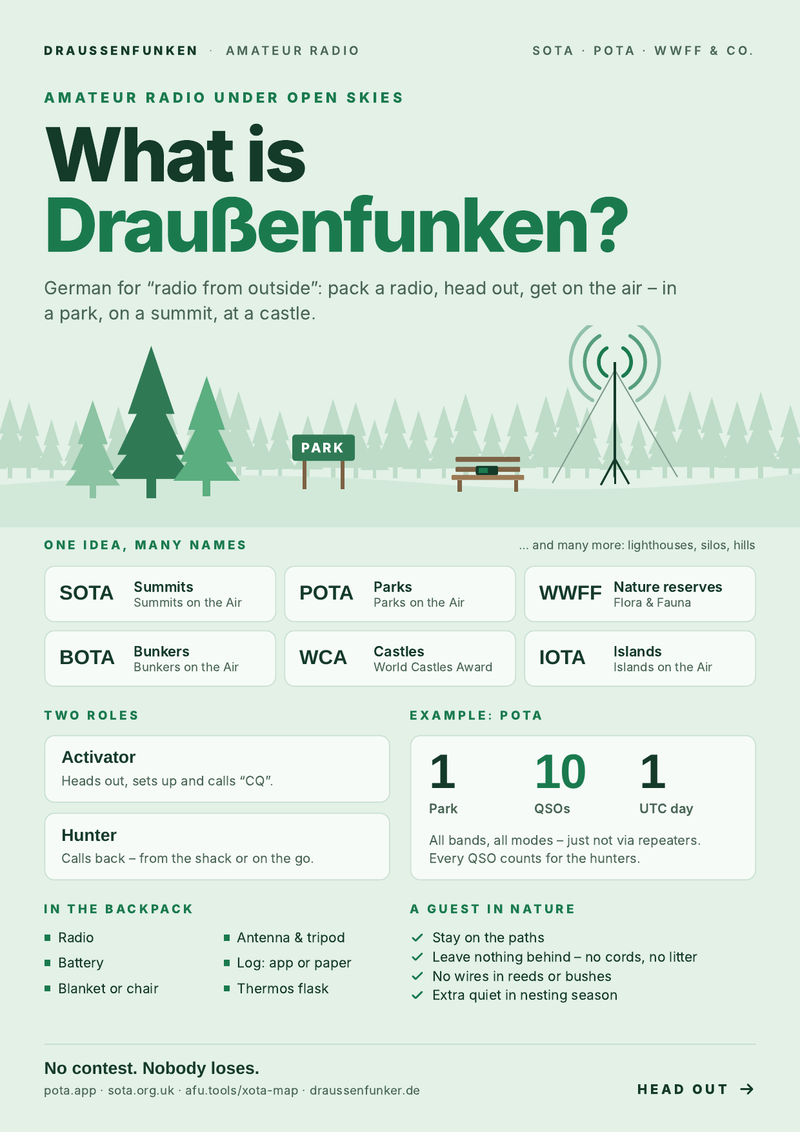 DRAUSSENFUNKEN · AMATEUR RADIO
SOTA · POTA · WWFF & CO.
AMATEUR RADIO UNDER OPEN SKIES
What is
Draußenfunken?
German for “radio from outside”: pack a radio, head out, get on the air – in
a park, on a summit, at a castle.
PARK
ONE IDEA, MANY NAMES
... and many more: lighthouses, silos, hills
SOTA
Summits
Summits on the Air
POTA
Parks
Parks on the Air
WWFF
Nature reserves
Flora & Fauna
BOTA
Bunkers
Bunkers on the Air
WCA
Castles
World Castles Award
IOTA
Islands
Islands on the Air
TWO ROLES
Activator
Heads out, sets up and calls “CQ”.
Hunter
Calls back – from the shack or on the go.
EXAMPLE: POTA
1
Park
10
QSOs
1
UTC day
All bands, all modes – just not via repeaters.
Every QSO counts for the hunters.
IN THE BACKPACK
Radio
Battery
Blanket or chair
Antenna & tripod
Log: app or paper
Thermos flask
A GUEST IN NATURE
Stay on the paths
Leave nothing behind – no cords, no litter
No wires in reeds or bushes
Extra quiet in nesting season
No contest. Nobody loses.
pota.app · sota.org.uk · afu.tools/xota-map · draussenfunker.de
HEAD OUT →